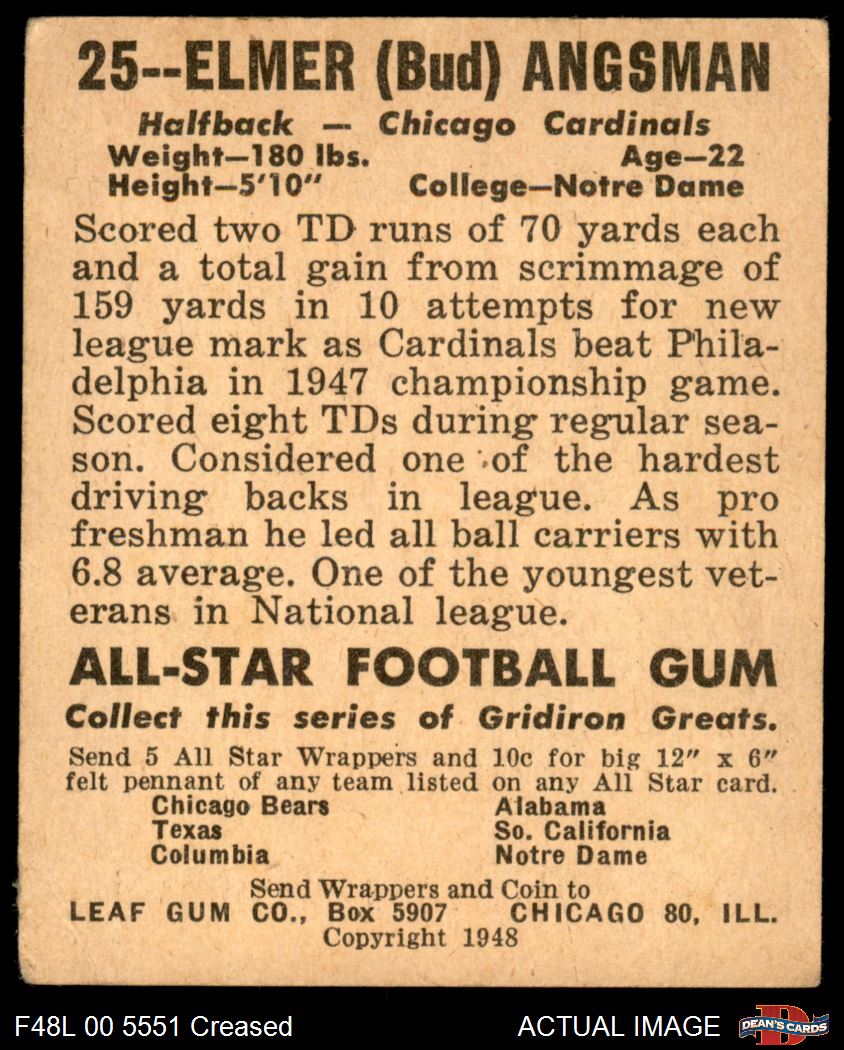 25--ELMER (Bud) ANGSMAN
Halfback — Chicago Cardinals
Weight—180 lbs. Age—22
Height—5'10" College—Notre Dame
Scored two TD runs of 70 yards each
and a total gain from scrimmage of
159 yards in 10 attempts for new
league mark as Cardinals beat Phila-
delphia in 1947 championship game.
Scored eight TDs during regular sea-
son. Considered one of the hardest
driving backs in league. As pro
freshman he led all ball carriers with
6.8 average. One of the youngest vet-
erans in National league.
ALL-STAR FOOTBALL GUM
Collect this series of Gridiron Greats.
Send 5 All Star Wrappers and 10c for big 12" x 6"
felt pennant of any team listed on any All Star card.
Chicago Bears Alabama
Texas So. California
Columbia Notre Dame
Send Wrappers and Coin to
LEAF GUM CO., Box 5907 CHICAGO 80, ILL.
Copyright 1948
F48L 00 5551 Creased ACTUAL IMAGE D DEAN'S CARDS